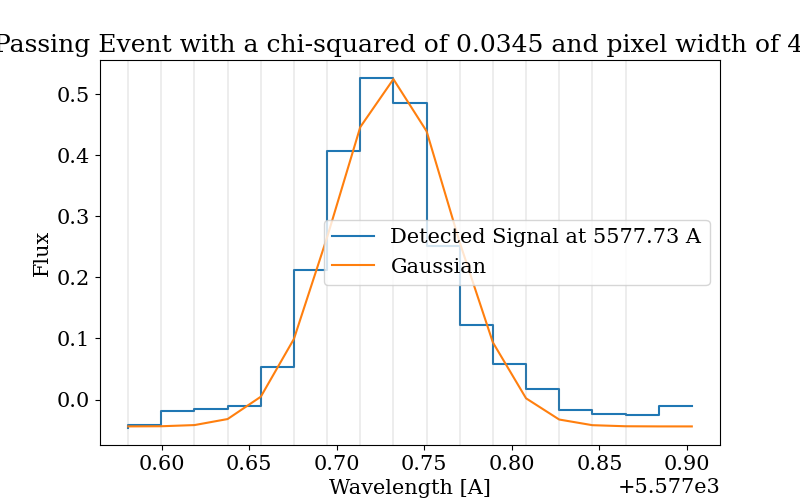 Passing Event with a chi-squared of 0.0345 and pixel width of 4
Flux
0.5
0.4
0.3
0.2
0.1
0.0
Detected Signal at 5577.73 A
Gaussian
0.60 0.65 0.70 0.75 0.80 0.85 0.90
Wavelength [A]
+5.577e3